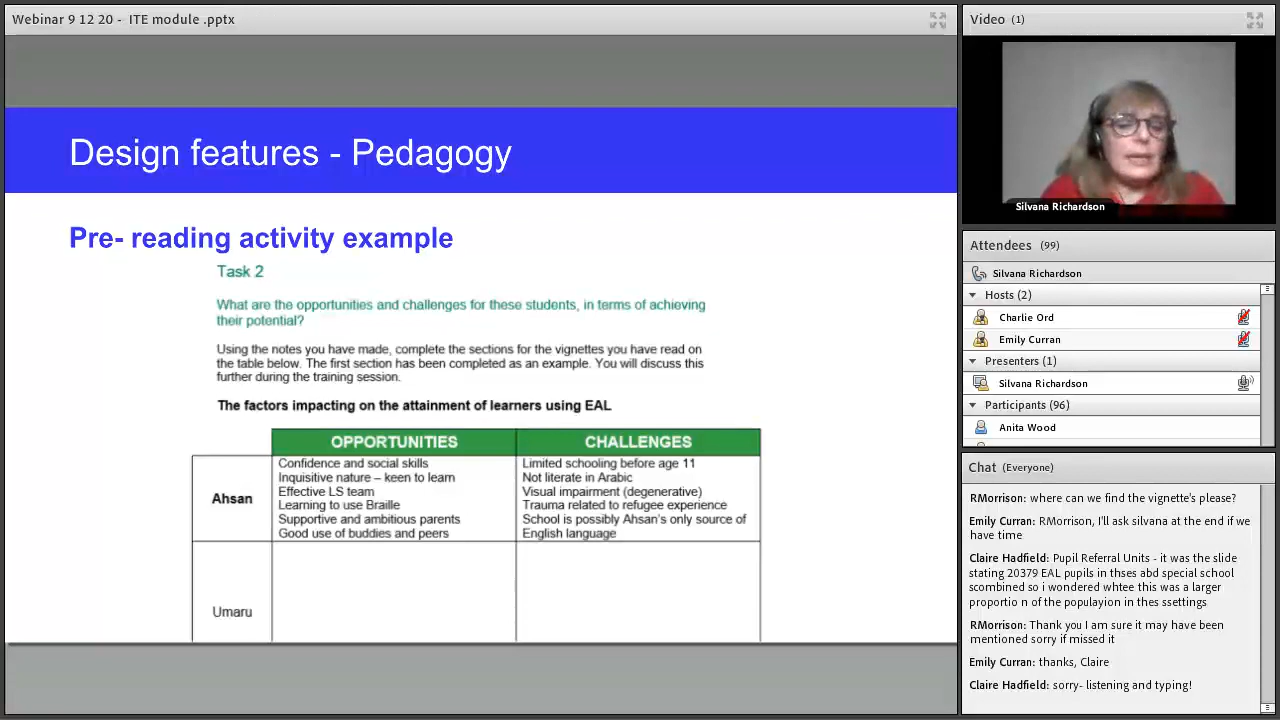 Webinar 9 12 20 - ITE module .pptx
Design features - Pedagogy
Pre- reading activity example
Task 2
What are the opportunities and challenges for these students, in terms of achieving
their potential?
Using the notes you have made, complete the sections for the vignettes you have read on
the table below. The first section has been completed as an example. You will discuss this
further during the training session.
The factors impacting on the attainment of learners using EAL
OPPORTUNITIES
CHALLENGES
Ahsan
Confidence and social skills
Inquisitive nature – keen to learn
Effective LS team
Learning to use Braille
Supportive and ambitious parents
Good use of buddies and peers
Limited schooling before age 11
Not literate in Arabic
Visual impairment (degenerative)
Trauma related to refugee experience
School is possibly Ahsan's only source of
English language
Umaru
Video (1)
Silvana Richardson
Attendees (99)
Silvana Richardson
Hosts (2)
Charlie Ord
Emily Curran
Presenters (1)
Silvana Richardson
Participants (96)
Anita Wood
Chat (Everyone)
RMorrison: where can we find the vignette's please?
Emily Curran: RMorrison, I'll ask silvana at the end if we
have time
Claire Hadfield: Pupil Referral Units - it was the slide
stating 20379 EAL pupils in thses abd special school
scombined so i wondered whtee this was a larger
proportio n of the populayion in thes ssettings
RMorrison: Thank you I am sure it may have been
mentioned sorry if missed it
Emily Curran: thanks, Claire
Claire Hadfield: sorry- listening and typing!